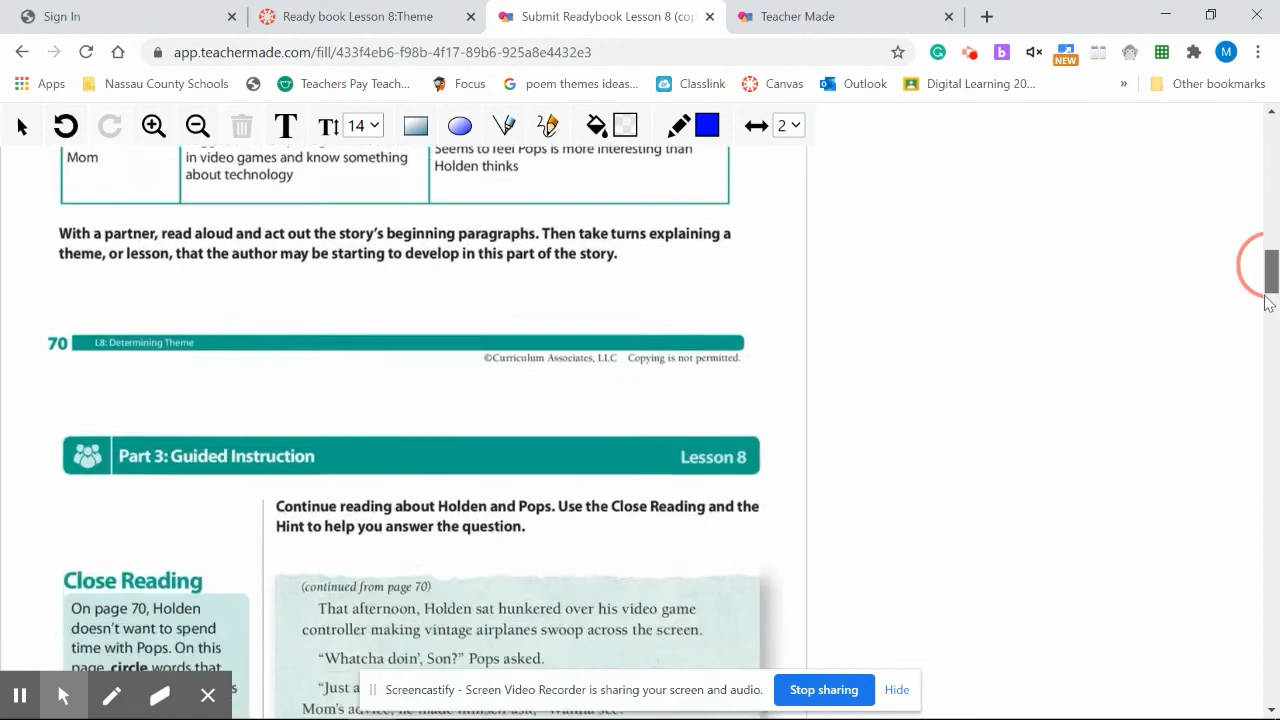 Sign In
Ready book Lesson 8:Theme
Submit Readybook Lesson 8 (cop
Teacher Made
app.teachermade.com/fill/433f4eb6-f98b-4f17-89b6-925a8e4432e3
NEW
M
Apps
Nassau County Schools
Teachers Pay Teach...
Focus
poem themes ideas...
Classlink
Canvas
Outlook
Digital Learning 20...
»
Other bookmarks
T
T
14
2
Mom
in video games and know something
about technology
Seems to feel Pops is more interesting than
Holden thinks
With a partner, read aloud and act out the story's beginning paragraphs. Then take turns explaining a
theme, or lesson, that the author may be starting to develop in this part of the story.
70
L8: Determining Theme
©Curriculum Associates, LLC Copying is not permitted.
Part 3: Guided Instruction
Lesson 8
Continue reading about Holden and Pops. Use the Close Reading and the
Hint to help you answer the question.
Close Reading
On page 70, Holden
doesn't want to spend
time with Pops. On this
page, circle words that
(continued from page 70)
That afternoon, Holden sat hunkered over his video game
controller making vintage airplanes swoop across the screen.
"Whatcha doin', Son?" Pops asked.
"Just a
Screencastify - Screen Video Recorder is sharing your screen and audio.
Stop sharing
Hide